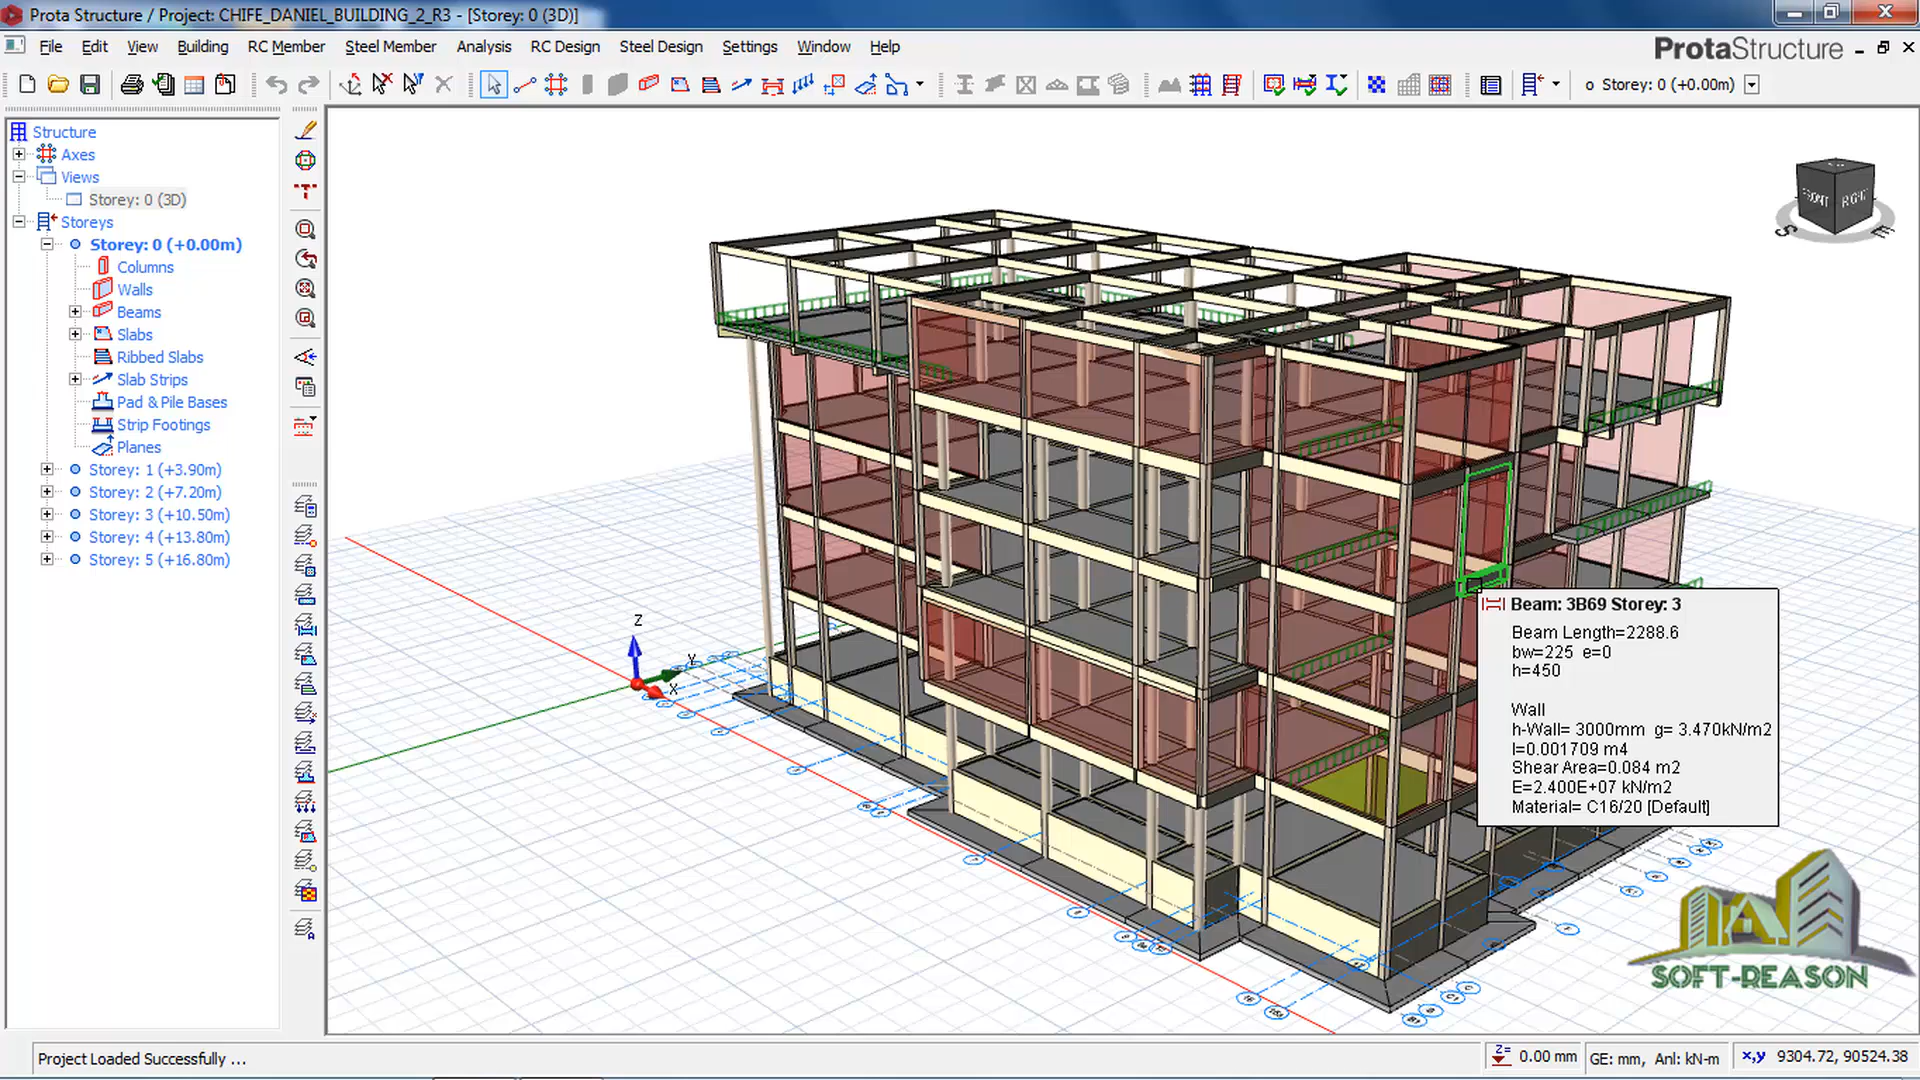 Prota Structure / Project: CHIFE_DANIEL_BUILDING_2_R3 - [Storey: 0 (3D)]
File Edit View Building RC Member Steel Member Analysis RC Design Steel Design Settings Window Help
ProtaStructure
Storey: 0 (+0.00m)
Structure
Axes
Views
Storey: 0 (3D)
Storeys
Storey: 0 (+0.00m)
Columns
Walls
Beams
Slabs
Ribbed Slabs
Slab Strips
Pad & Pile Bases
Strip Footings
Planes
Storey: 1 (+3.90m)
Storey: 2 (+7.20m)
Storey: 3 (+10.50m)
Storey: 4 (+13.80m)
Storey: 5 (+16.80m)
FRONT RIGHT
S E
Z
Y
X
Beam: 3B69 Storey: 3
Beam Length=2288.6
bw=225 e=0
h=450
Wall
h-Wall= 3000mm g= 3.470kN/m2
I=0.001709 m4
Shear Area=0.084 m2
E=2.400E+07 kN/m2
Material= C16/20 [Default]
SOFT-REASON
Project Loaded Successfully ...
Z= 0.00 mm
GE: mm, Anl: kN-m
x,y 9304.72, 90524.38